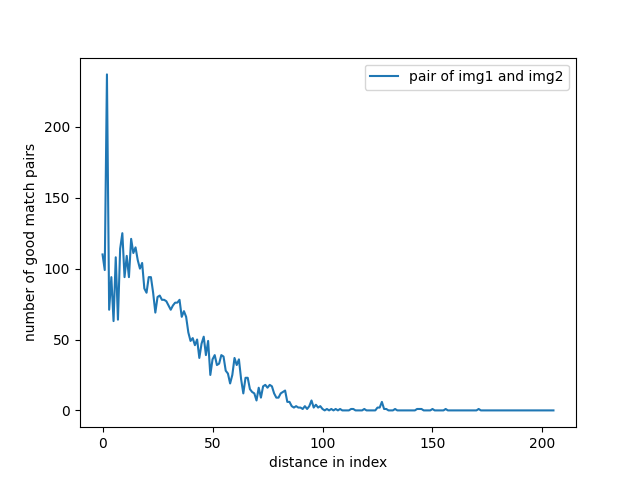 pair of img1 and img2
number of good match pairs
200
150
100
50
0
0 50 100 150 200
distance in index